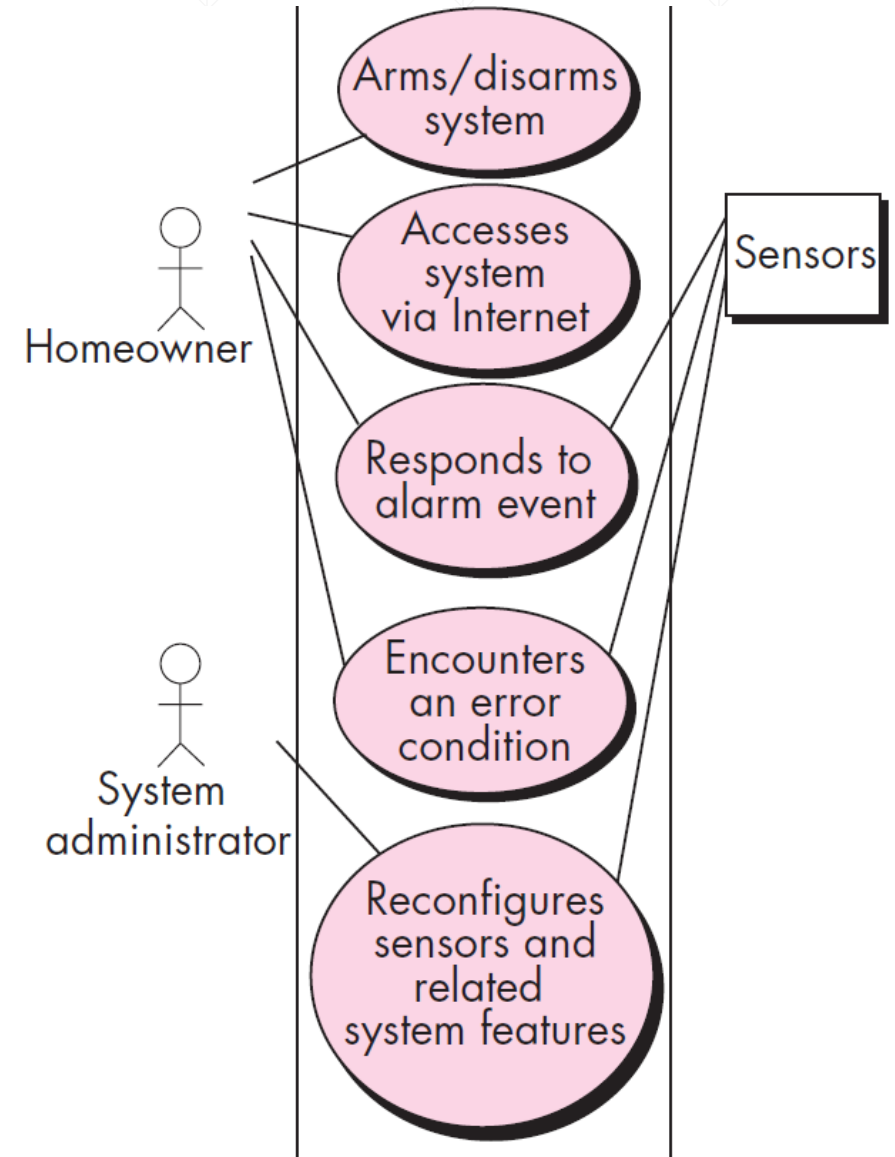 Arms/disarms
system
Accesses
system
via Internet
Sensors
Homeowner
Responds to
alarm event
Encounters
an error
condition
System
administrator
Reconfigures
sensors and
related
system features